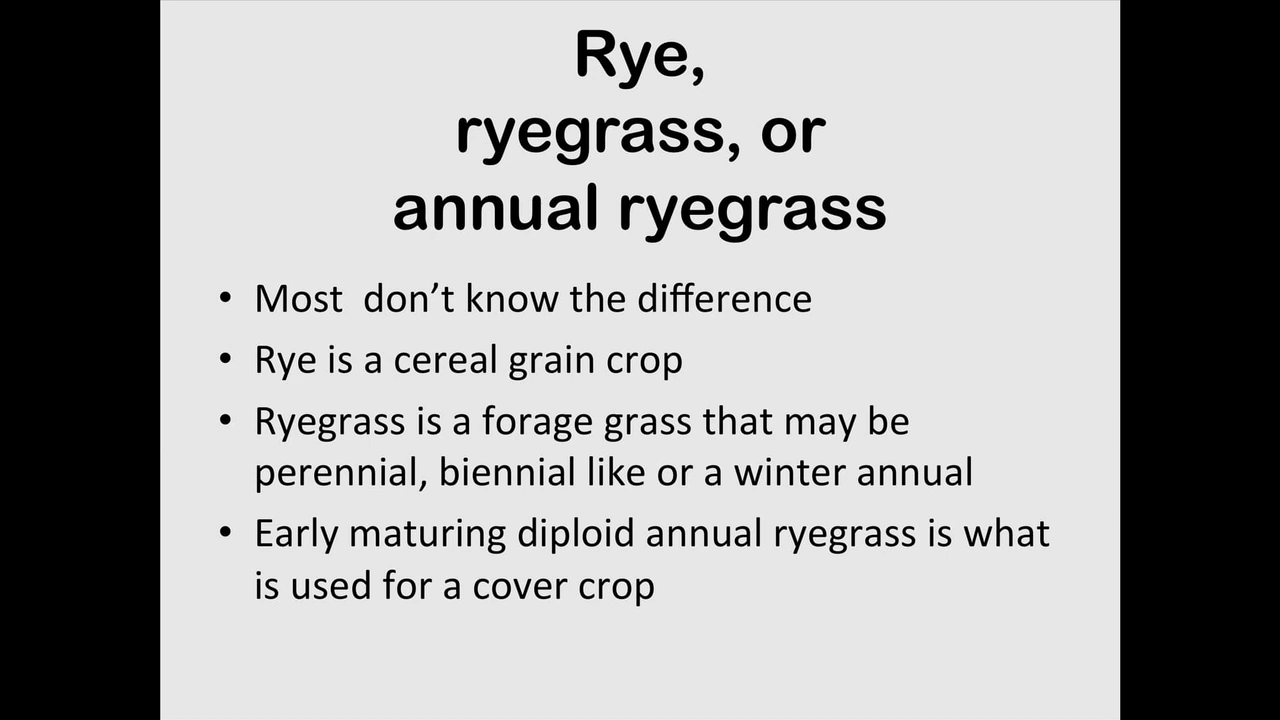 Rye,
ryegrass, or
annual ryegrass
• Most  don’t know the difference
• Rye is a cereal grain crop
• Ryegrass is a forage grass that may be
perennial, biennial like or a winter annual
• Early maturing diploid annual ryegrass is what
is used for a cover crop